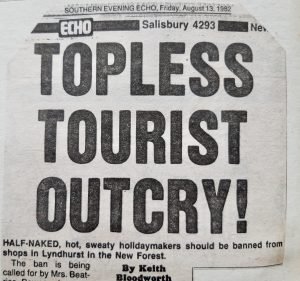 SOUTHERN EVENING ECHO, Friday, August 13, 1982
ECHO Salisbury 4293
TOPLESS
TOURIST
OUTCRY!
HALF-NAKED, hot, sweaty holidaymakers should be banned from
shops in Lyndhurst in the New Forest.
The ban is being
called for by Mrs. Beat-
By Keith
Bloodworth